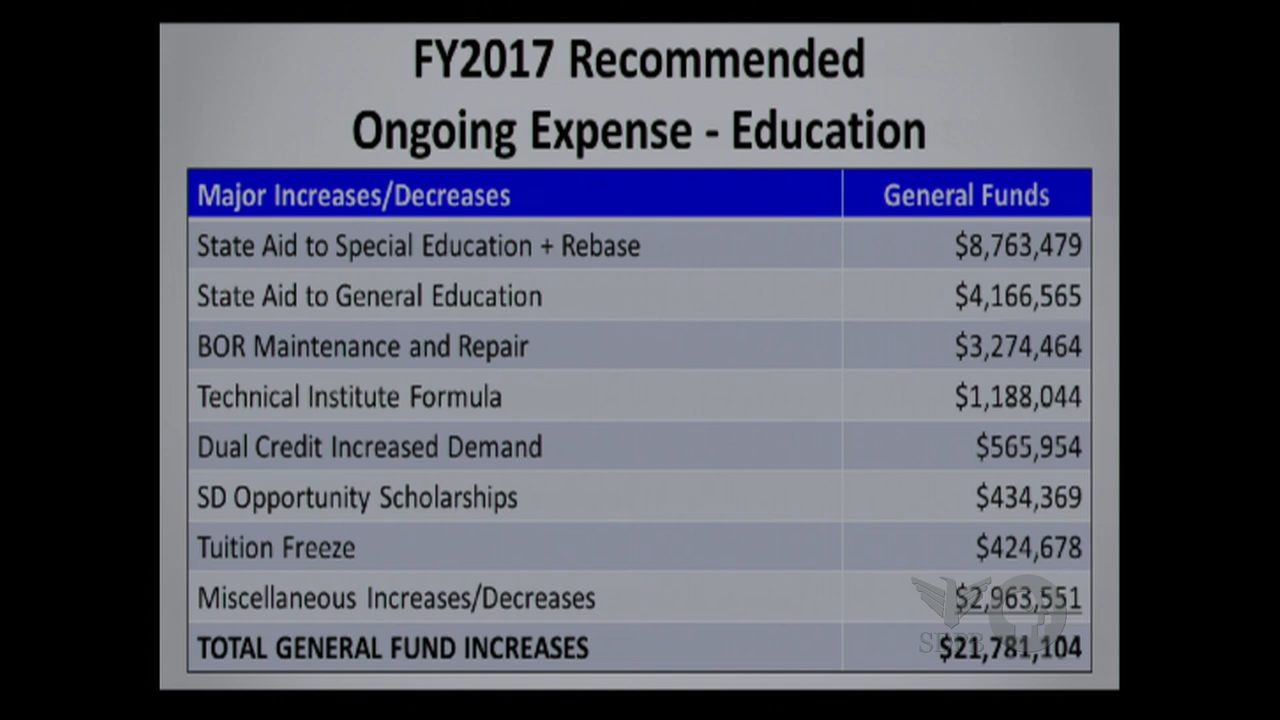 FY2017 Recommended
Ongoing Expense - Education
Major Increases/Decreases General Funds
State Aid to Special Education + Rebase $8,763,479
State Aid to General Education $4,166,565
BOR Maintenance and Repair $3,274,464
Technical Institute Formula $1,188,044
Dual Credit Increased Demand $565,954
SD Opportunity Scholarships $434,369
Tuition Freeze $424,678
Miscellaneous Increases/Decreases $2,963,551
TOTAL GENERAL FUND INCREASES $21,781,104